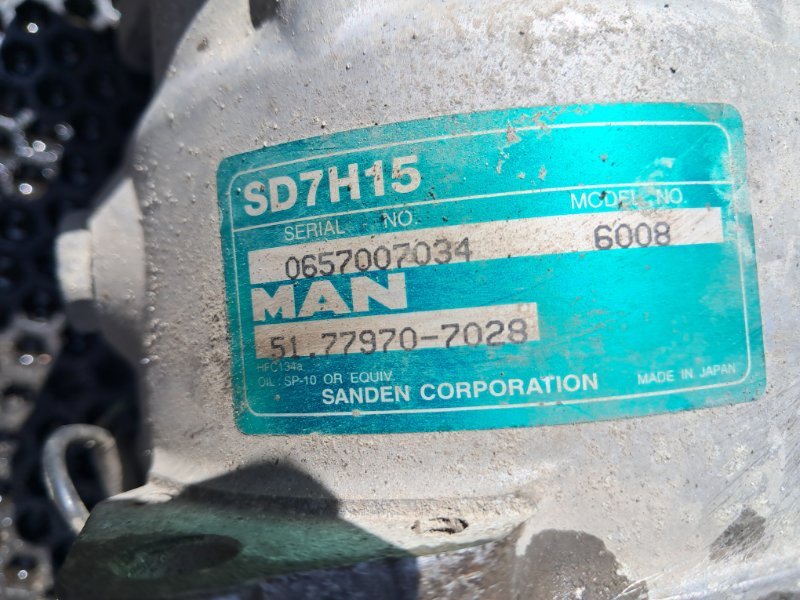 SD7H15
SERIAL NO. MODEL NO.
0657007034 6008
MAN
51.77970-7028
HFC134a
OIL: SP-10 OR EQUIV.
SANDEN CORPORATION MADE IN JAPAN